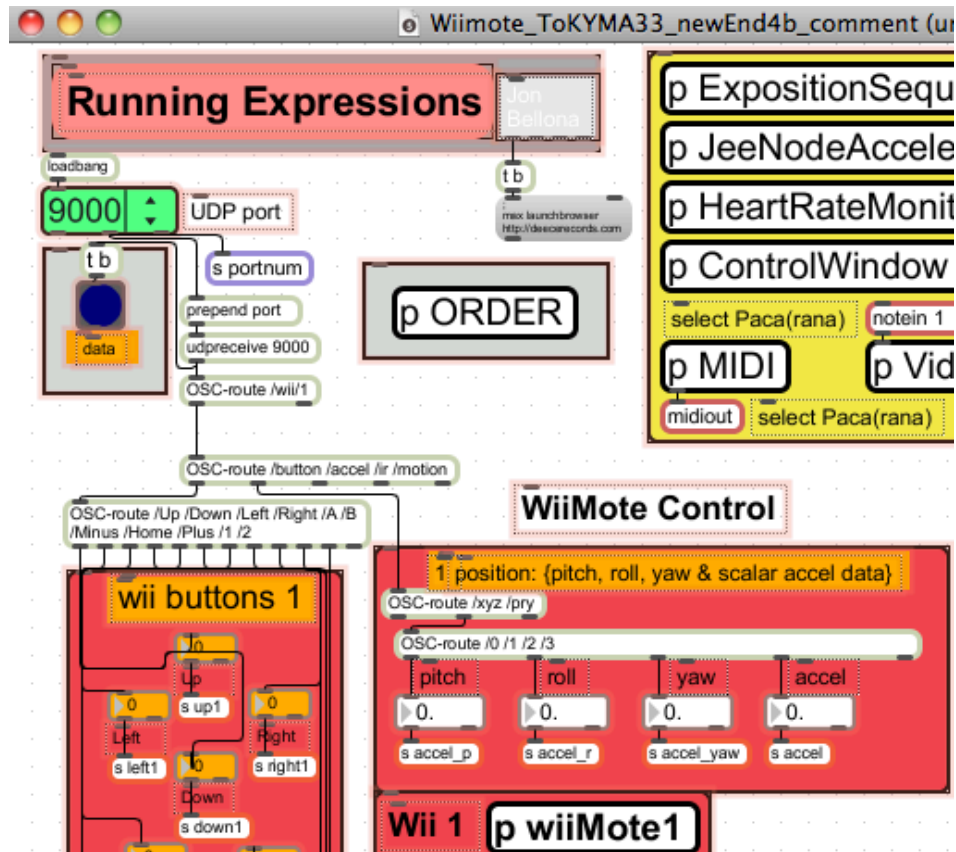 Wiimote_ToKYMA33_newEnd4b_comment (un
Running Expressions
Jon
Bellona
loadbang
9000
UDP port
t b
max launchbrowser
http://deecerecords.com
t b
s portnum
prepend port
data
udpreceive 9000
OSC-route /wii/1
p ORDER
p ExpositionSequ
p JeeNodeAccele
p HeartRateMonit
p ControlWindow
select Paca(rana)
notein 1
p MIDI
p Vid
midiout
select Paca(rana)
OSC-route /button /accel /ir /motion
OSC-route /Up /Down /Left /Right /A /B
/Minus /Home /Plus /1 /2
WiiMote Control
wii buttons 1
0
Up
0
s up1
0
Left
Right
s left1
0
s right1
Down
s down1
1 position: {pitch, roll, yaw & scalar accel data}
OSC-route /xyz /pry
OSC-route /0 /1 /2 /3
pitch
roll
yaw
accel
0.
0.
0.
0.
s accel_p
s accel_r
s accel_yaw
s accel
Wii 1
p wiiMote1